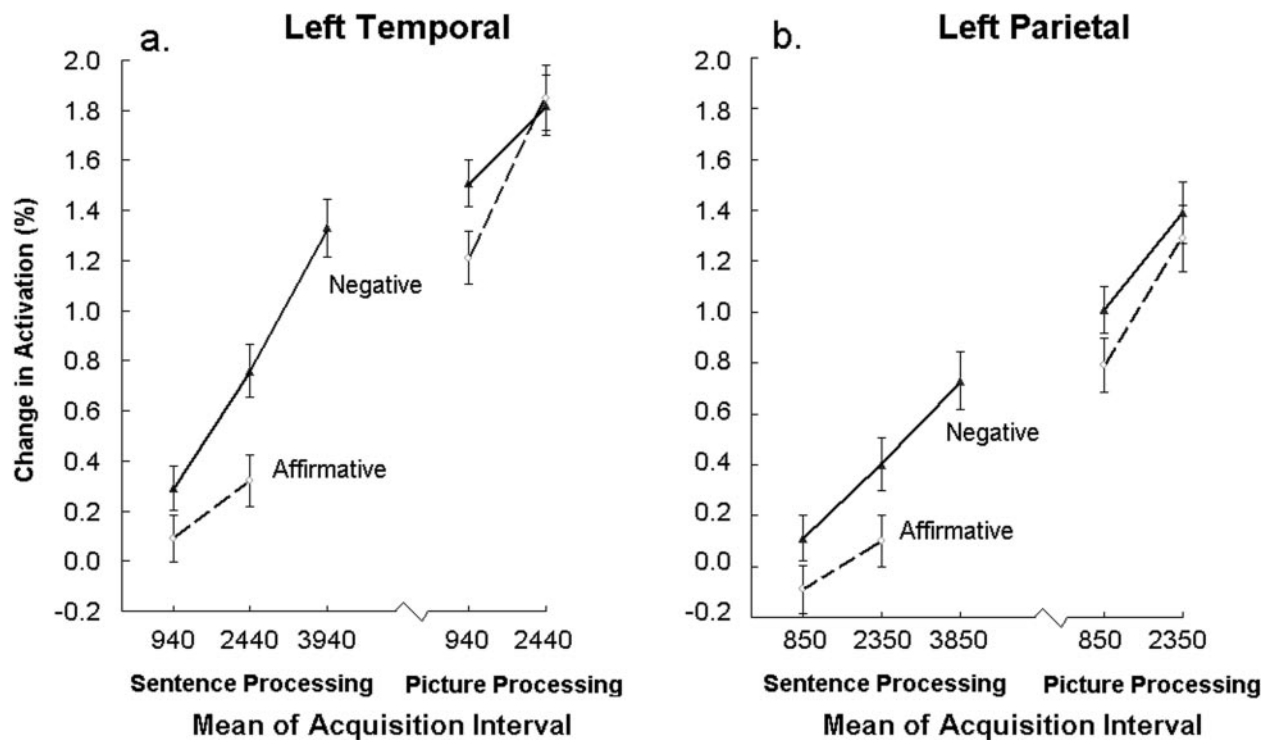 a.
Left Temporal
Change in Activation (%)
2.0
1.8
1.6
1.4
1.2
1.0
0.8
0.6
0.4
0.2
0.0
-0.2
Negative
Affirmative
940 2440 3940 940 2440
Sentence Processing Picture Processing
Mean of Acquisition Interval
b.
Left Parietal
2.0
1.8
1.6
1.4
1.2
1.0
0.8
0.6
0.4
0.2
0.0
-0.2
Negative
Affirmative
850 2350 3850 850 2350
Sentence Processing Picture Processing
Mean of Acquisition Interval